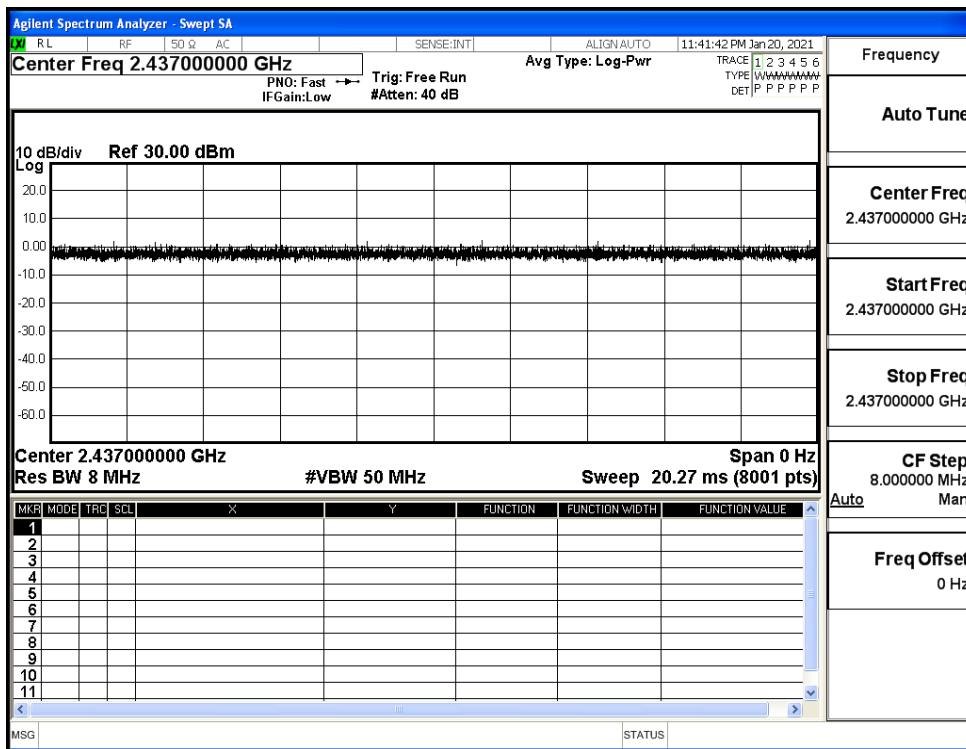 Agilent Spectrum Analyzer - Swept SA
LXI RL RF 50 Ω AC SENSE:INT ALIGN AUTO 11:41:42 PM Jan 20, 2021
Center Freq 2.437000000 GHz
PNO: Fast
IFGain:Low
Trig: Free Run
#Atten: 40 dB
Avg Type: Log-Pwr
TRACE 1 2 3 4 5 6
TYPE WWWWWW
DET P P P P P P
10 dB/div Ref 30.00 dBm
Log
20.0
10.0
0.00
-10.0
-20.0
-30.0
-40.0
-50.0
-60.0
Center 2.437000000 GHz Span 0 Hz
Res BW 8 MHz #VBW 50 MHz Sweep 20.27 ms (8001 pts)
MKR MODE TRC SCL X Y FUNCTION FUNCTION WIDTH FUNCTION VALUE
1
2
3
4
5
6
7
8
9
10
11
MSG STATUS
Frequency
Auto Tune
Center Freq
2.437000000 GHz
Start Freq
2.437000000 GHz
Stop Freq
2.437000000 GHz
CF Step
8.000000 MHz
Auto Man
Freq Offset
0 Hz